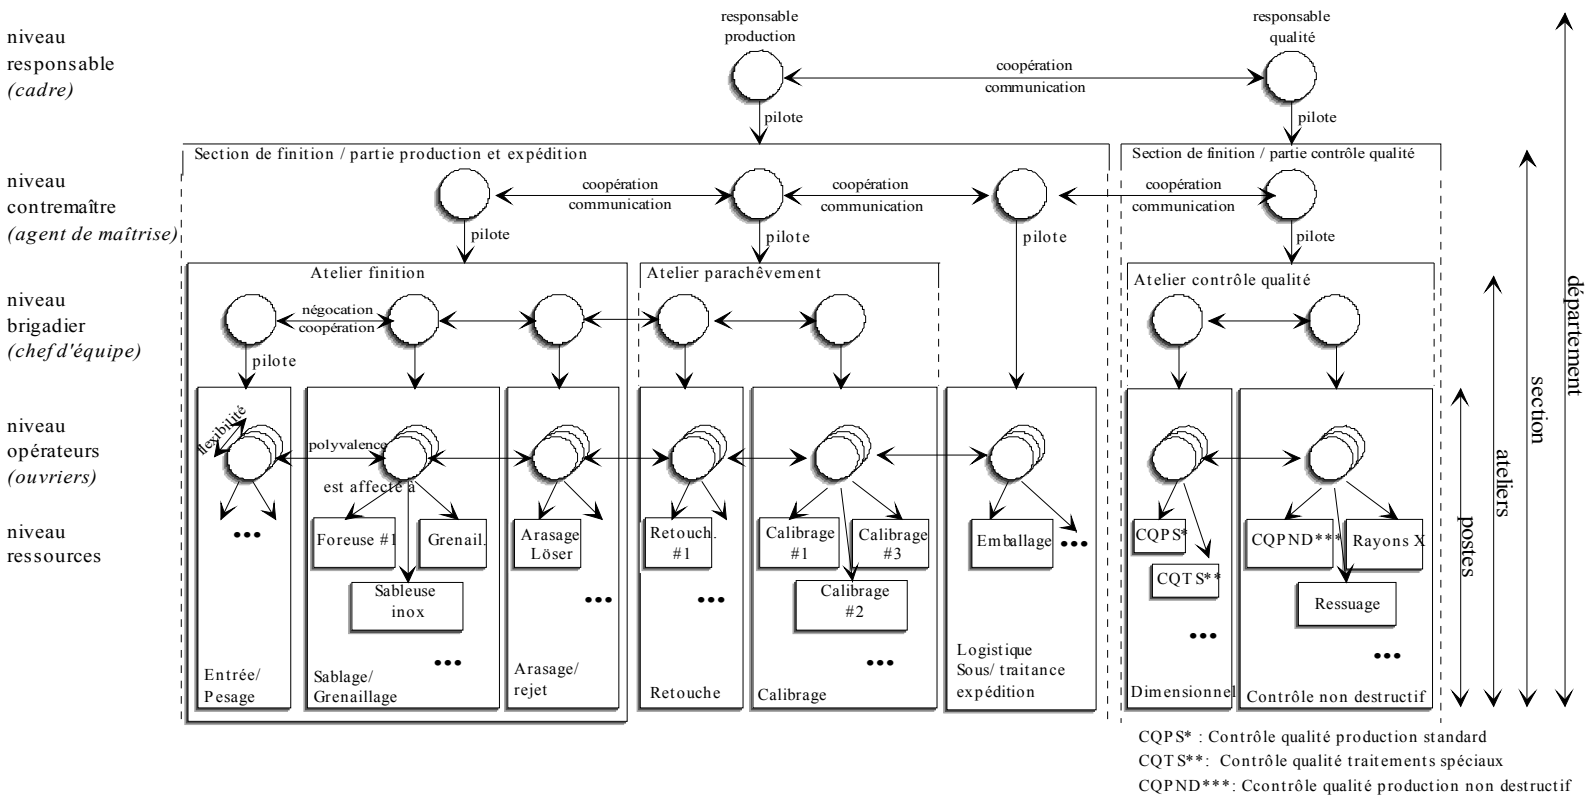 responsable
production
responsable
qualité
niveau
responsable
(cadre)
coopération
communication
pilote
pilote
Section de finition / partie production et expédition
Section de finition / partie contrôle qualité
niveau
contremaître
(agent de maîtrise)
coopération
communication
coopération
communication
coopération
communication
pilote
pilote
pilote
pilote
Atelier finition
Atelier parachêvement
Atelier contrôle qualité
niveau
brigadier
(chef d'équipe)
négocation
coopération
pilote
niveau
opérateurs
(ouvriers)
flexibilité
polyvalence
est affecté à
niveau
ressources
•••
Foreuse #1
Grenail.
Sableuse
inox
•••
Arasage
Löser
•••
Retouch.
#1
•••
Calibrage
#1
Calibrage
#3
Calibrage
#2
•••
Emballage
•••
CQPS*
CQTS**
•••
CQPND***
Rayons X
Ressuage
•••
Entrée/
Pesage
Sablage/
Grenaillage
Arasage/
rejet
Retouche
Calibrage
Logistique
Sous/traitance
expédition
Dimensionnel
Contrôle non destructif
postes
ateliers
section
département
CQPS* : Contrôle qualité production standard
CQTS**: Contrôle qualité traitements spéciaux
CQPND***: Ccontrôle qualité production non destructif